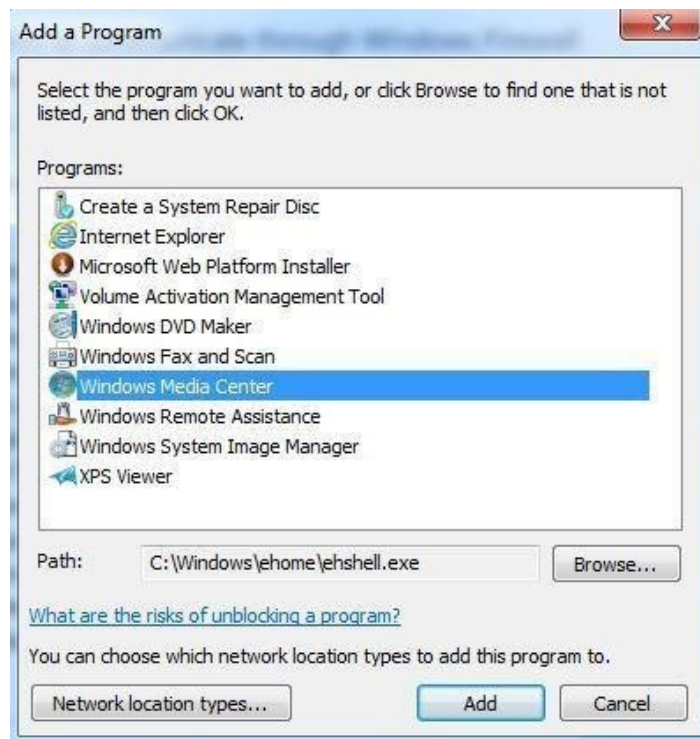 Add a Program
Select the program you want to add, or click Browse to find one that is not
listed, and then click OK.
Programs:
Create a System Repair Disc
Internet Explorer
Microsoft Web Platform Installer
Volume Activation Management Tool
Windows DVD Maker
Windows Fax and Scan
Windows Media Center
Windows Remote Assistance
Windows System Image Manager
XPS Viewer
Path: C:\Windows\ehome\ehshell.exe Browse...
What are the risks of unblocking a program?
You can choose which network location types to add this program to.
Network location types... Add Cancel